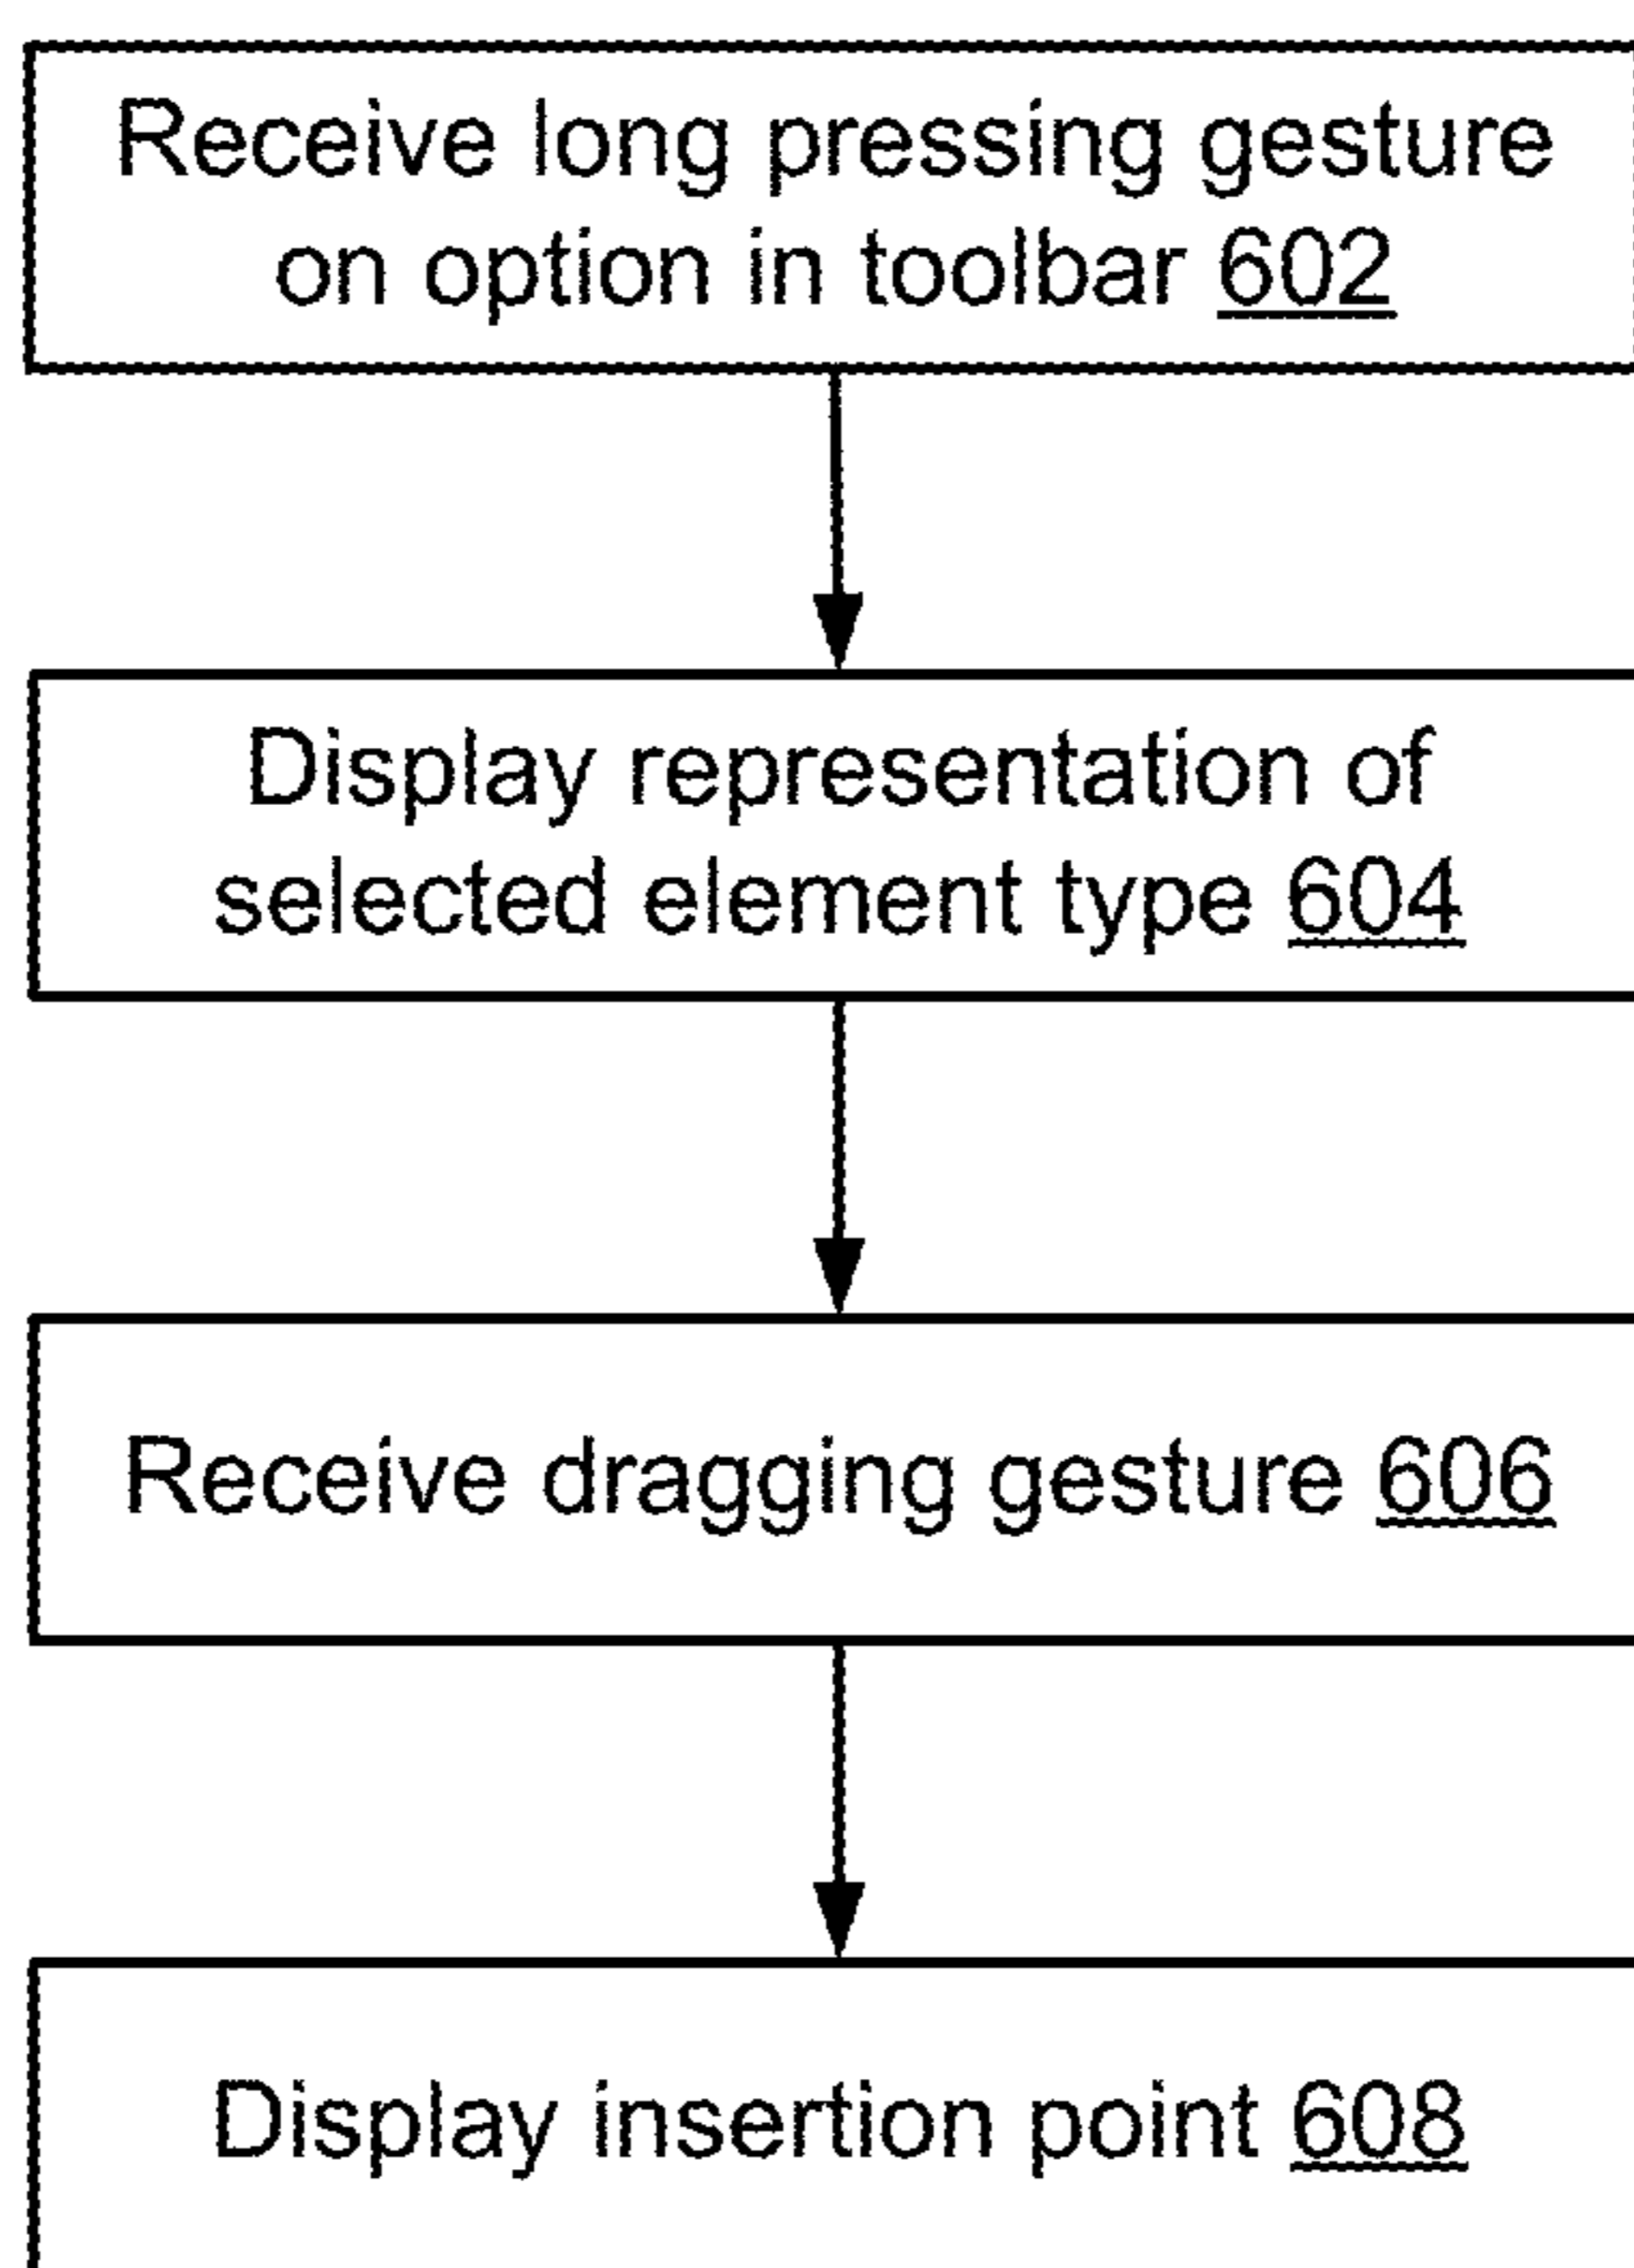 Receive long pressing gesture
on option in toolbar 602
Display representation of
selected element type 604
Receive dragging gesture 606
Display insertion point 608